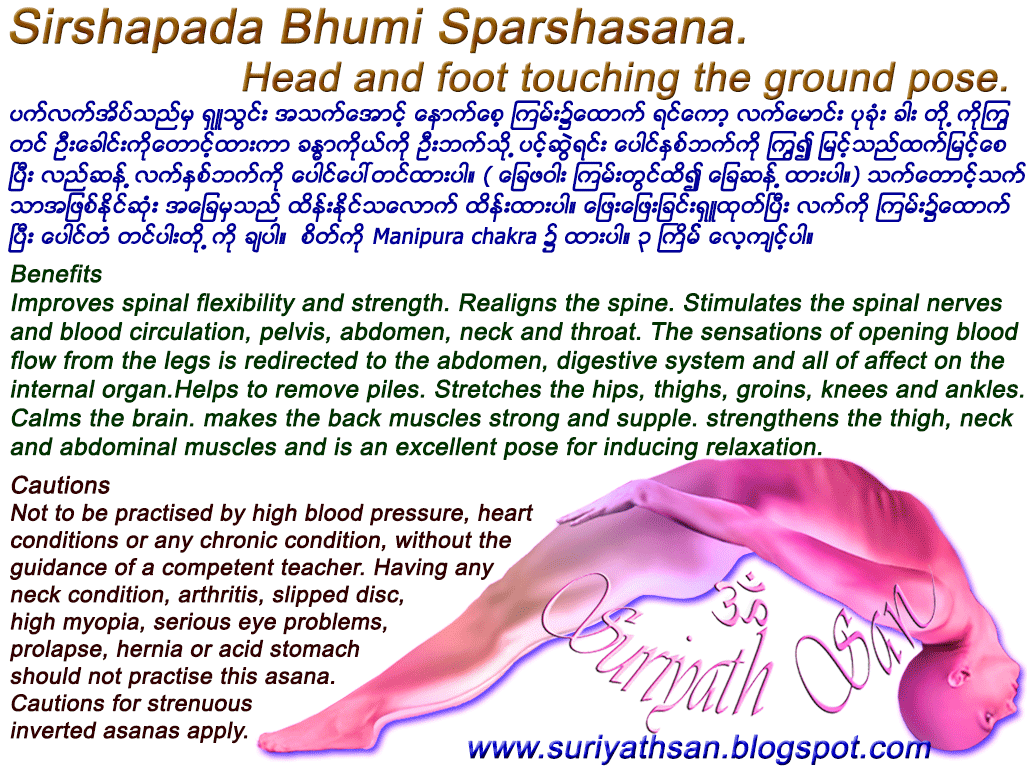 Sirshapada Bhumi Sparshasana.
Head and foot touching the ground pose.
ပက်လက်အိပ်သည်မှ ရှူသွင်း အသက်အောင့် နောက်စေ့ ကြမ်း၌ထောက် ရင်ကော့ လက်မောင်း ပုခုံး ခါး တို့ ကိုကြွ
တင် ဦးခေါင်းကိုတောင့်ထားကာ ခန္ဓာကိုယ်ကို ဦးဘက်သို့ ပင့်ဆွဲရင်း ပေါင်နှစ်ဘက်ကို ကြွ၍ မြင့်သည်ထက်မြင့်စေ
ပြီး လည်ဆန့် လက်နှစ်ဘက်ကို ပေါင်ပေါ်တင်ထားပါ။ ( ခြေဖဝါး ကြမ်းတွင်ထိ၍ ခြေဆန့် ထားပါ။) သက်တောင့်သက်
သာအဖြစ်နိုင်ဆုံး အခြေမှသည် ထိန်းနိုင်သလောက် ထိန်းထားပါ။ ဖြေးဖြေးခြင်းရှူထုတ်ပြီး လက်ကို ကြမ်း၌ထောက်
ပြီး ပေါင်တံ တင်ပါးတို့ ကို ချပါ။ စိတ်ကို Manipura chakra ၌ ထားပါ။ ၃ ကြိမ် လေ့ကျင့်ပါ။
Benefits
Improves spinal flexibility and strength. Realigns the spine. Stimulates the spinal nerves
and blood circulation, pelvis, abdomen, neck and throat. The sensations of opening blood
flow from the legs is redirected to the abdomen, digestive system and all of affect on the
internal organ.Helps to remove piles. Stretches the hips, thighs, groins, knees and ankles.
Calms the brain. makes the back muscles strong and supple. strengthens the thigh, neck
and abdominal muscles and is an excellent pose for inducing relaxation.
Cautions
Not to be practised by high blood pressure, heart
conditions or any chronic condition, without the
guidance of a competent teacher. Having any
neck condition, arthritis, slipped disc,
high myopia, serious eye problems,
prolapse, hernia or acid stomach
should not practise this asana.
Cautions for strenuous
inverted asanas apply.
ॐ
Suriyath San
www.suriyathsan.blogspot.com